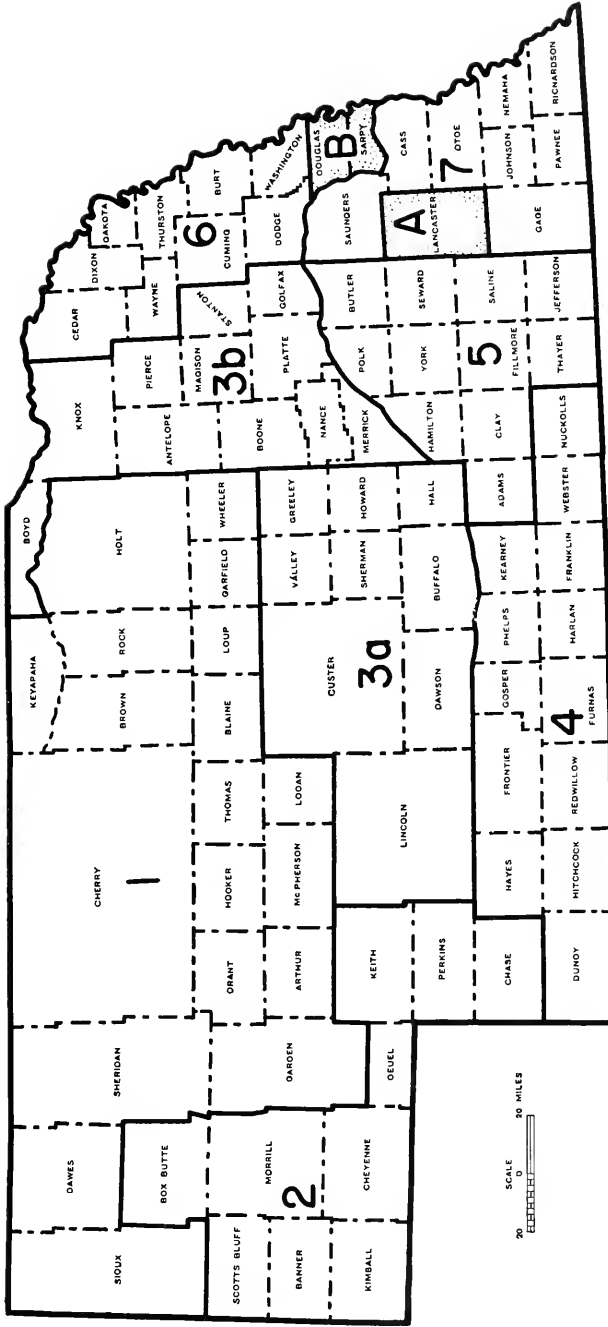 BOYD
KEYAPAHA
KNOX
CEDAR
DIXON
DAKOTA
DAWES
SHERIDAN
CHERRY
1
BROWN
ROCK
HOLT
ANTELOPE
PIERCE
WAYNE
THURSTON
SIOUX
BOX BUTTE
MADISON
3b
STANTON
CUMING
6
BURT
GRANT
HOOKER
THOMAS
BLAINE
LOUP
GARFIELD
WHEELER
BOONE
PLATTE
COLFAX
DODGE
WASHINGTON
SCOTTS BLUFF
MORRILL
GARDEN
ARTHUR
McPHERSON
LOGAN
CUSTER
VALLEY
GREELEY
NANCE
DOUGLAS
B
SARPY
BANNER
2
3a
SHERMAN
HOWARD
MERRICK
POLK
BUTLER
SAUNDERS
KIMBALL
CHEYENNE
DEUEL
KEITH
LINCOLN
DAWSON
BUFFALO
HALL
HAMILTON
YORK
SEWARD
LANCASTER
A
CASS
PERKINS
OTOE
7
CHASE
HAYES
FRONTIER
GOSPER
PHELPS
KEARNEY
ADAMS
CLAY
FILLMORE
5
SALINE
JOHNSON
NEMAHA
DUNDY
HITCHCOCK
REDWILLOW
FURNAS
4
HARLAN
FRANKLIN
WEBSTER
NUCKOLLS
THAYER
JEFFERSON
GAGE
PAWNEE
RICHARDSON
SCALE
20 0 20 MILES